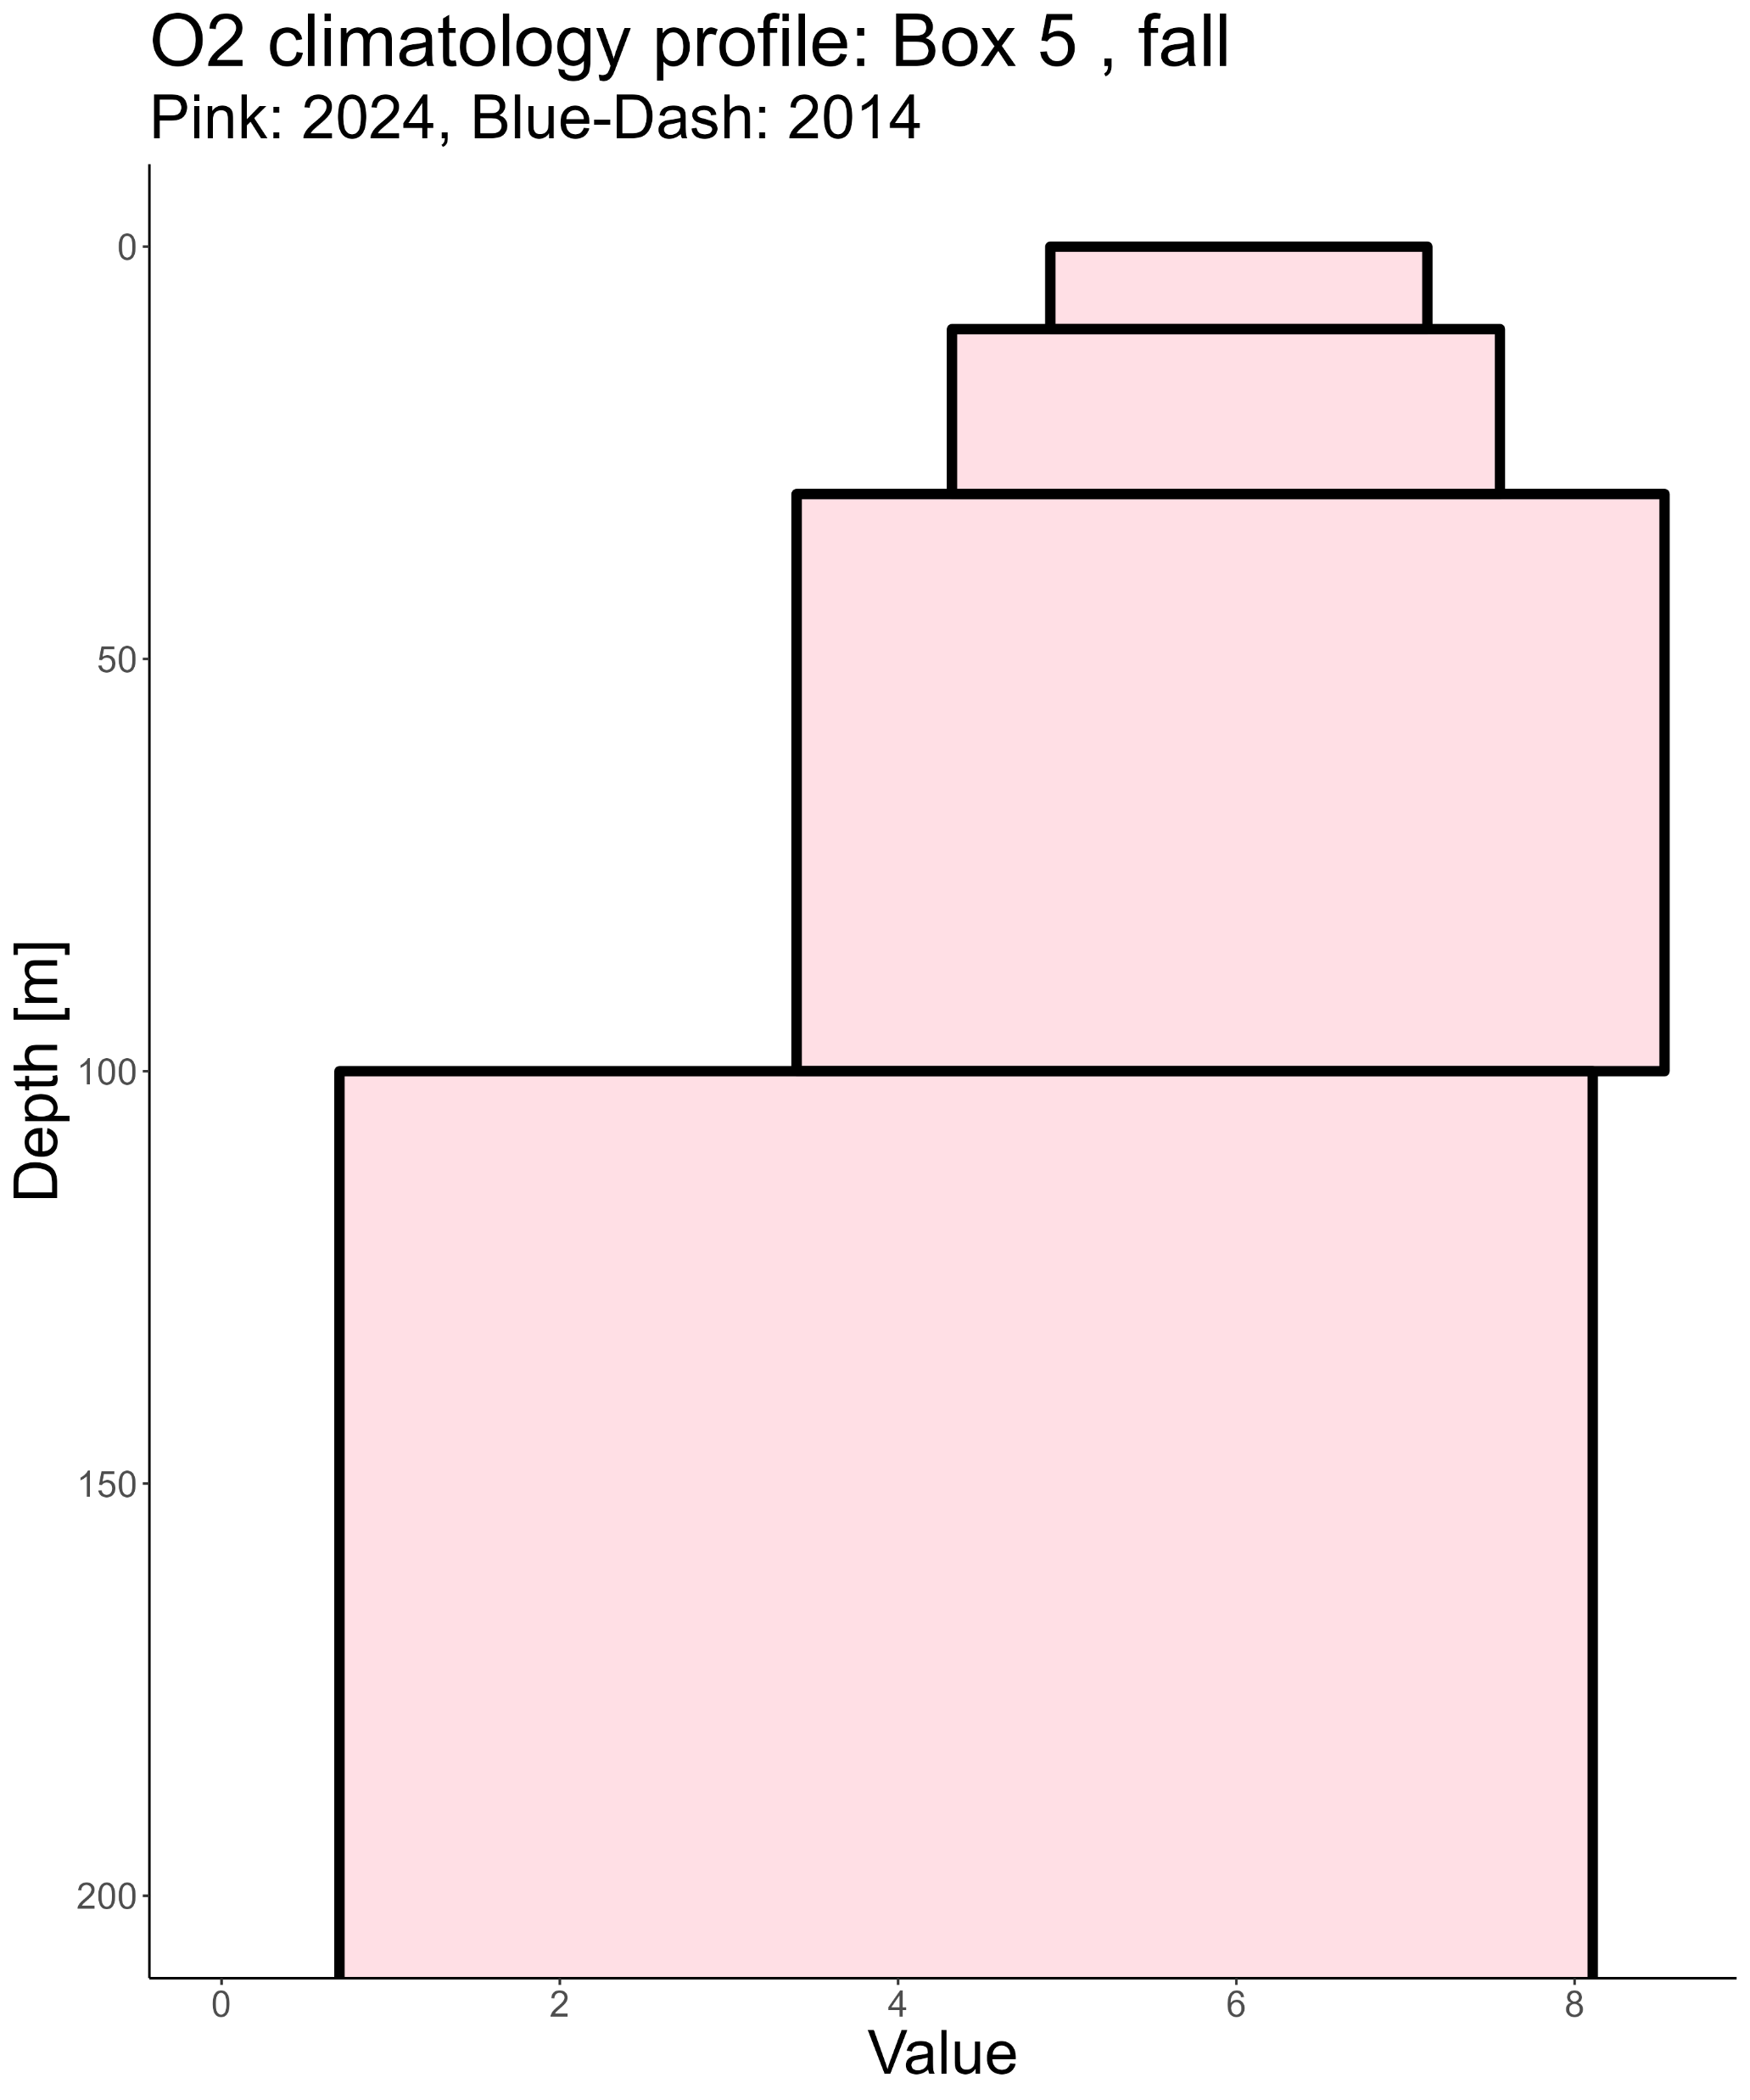 O2 climatology profile: Box 5 , fall
Pink: 2024, Blue-Dash: 2014
0
50
100
150
200
Depth [m]
0 2 4 6 8
Value